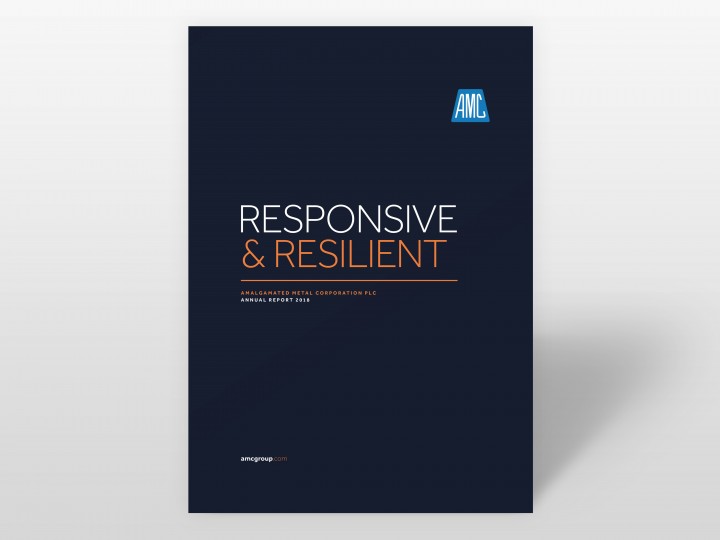 AMC
RESPONSIVE
& RESILIENT
AMALGAMATED METAL CORPORATION PLC
ANNUAL REPORT 2018
amcgroup.com